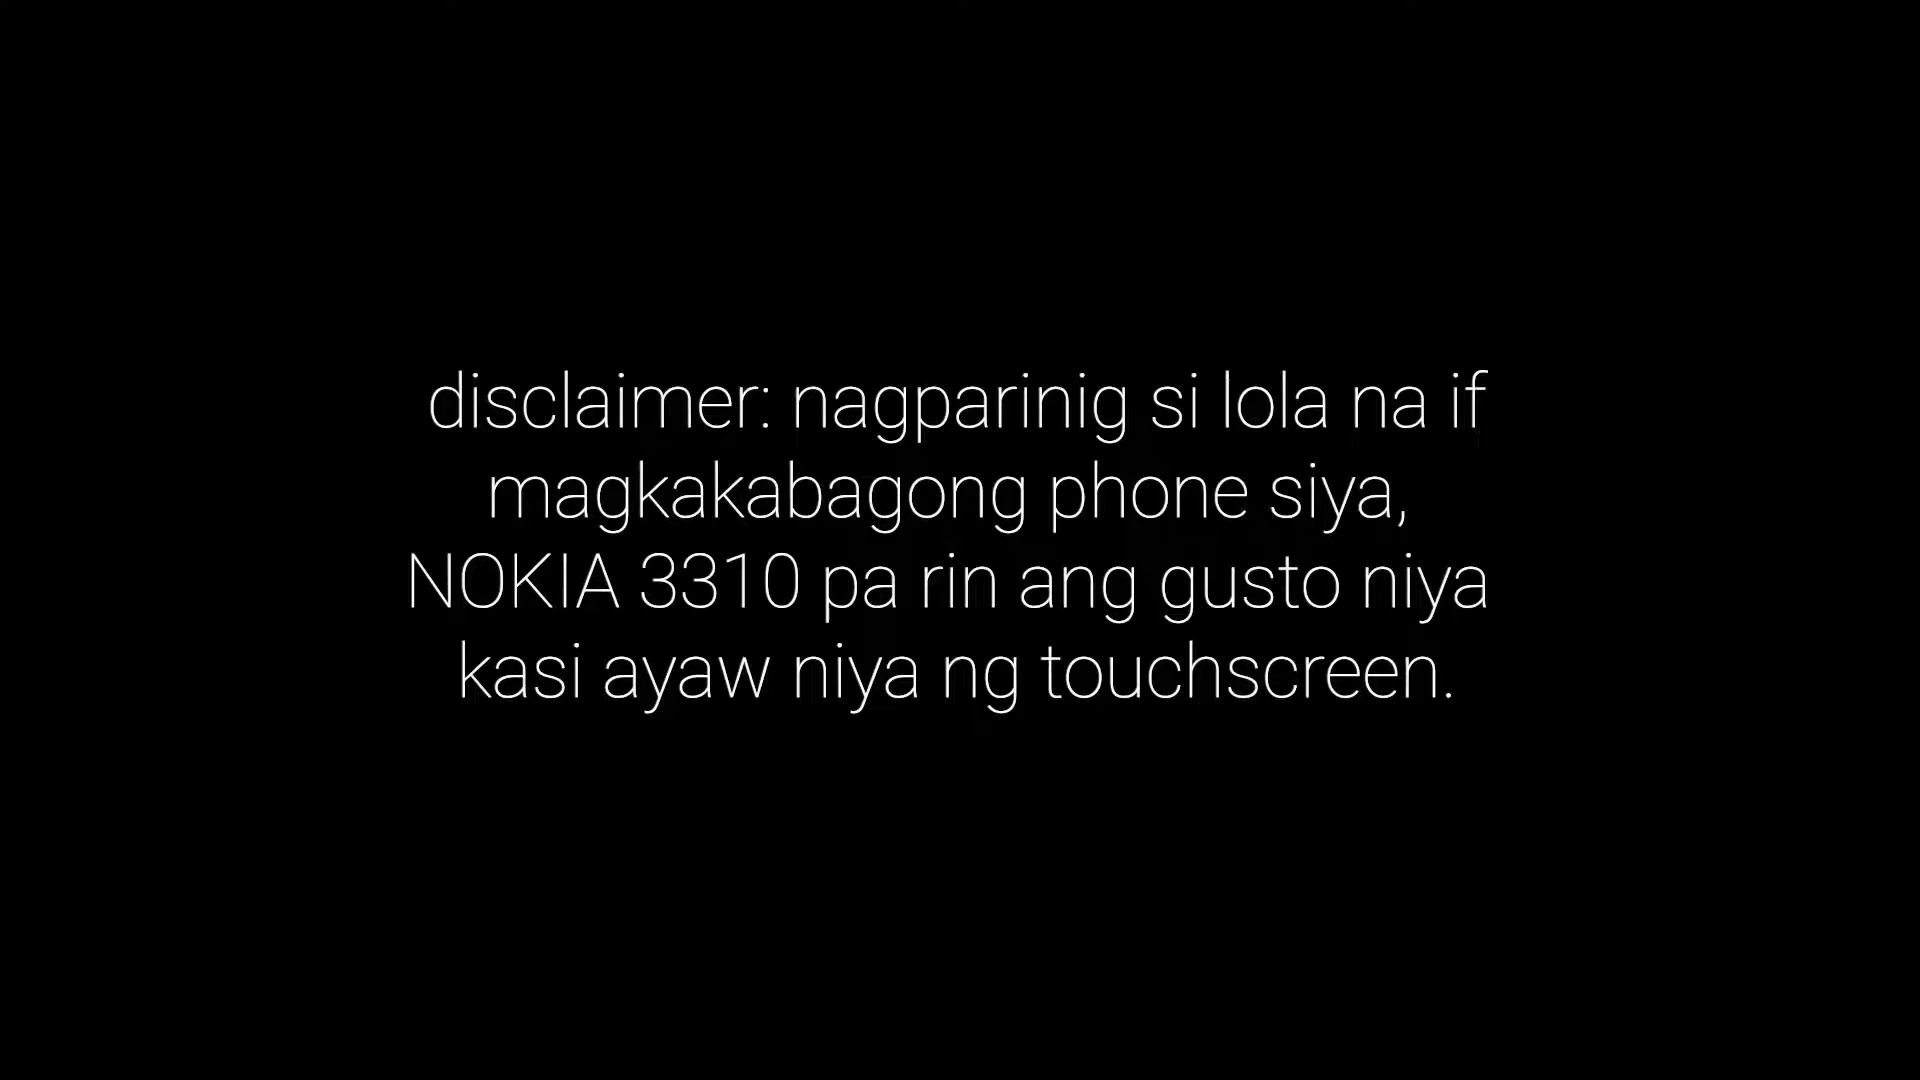 disclaimer: nagparinig si lola na if
magkakabagong phone siya,
NOKIA 3310 pa rin ang gusto niya
kasi ayaw niya ng touchscreen.